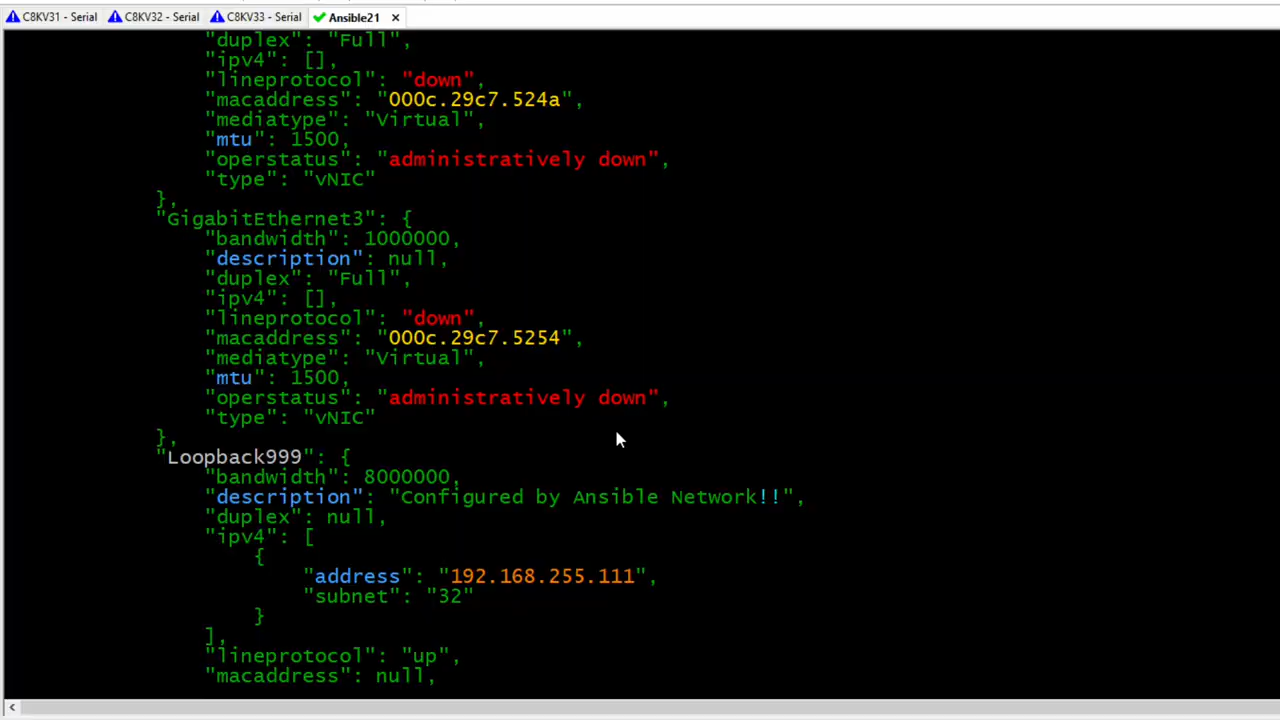 C8KV31 - Serial C8KV32 - Serial C8KV33 - Serial Ansible21 ×
"duplex": "Full",
"ipv4": [],
"lineprotocol": "down",
"macaddress": "000c.29c7.524a",
"mediatype": "Virtual",
"mtu": 1500,
"operstatus": "administratively down",
"type": "vNIC"
},
"GigabitEthernet3": {
"bandwidth": 1000000,
"description": null,
"duplex": "Full",
"ipv4": [],
"lineprotocol": "down",
"macaddress": "000c.29c7.5254",
"mediatype": "Virtual",
"mtu": 1500,
"operstatus": "administratively down",
"type": "vNIC"
},
"Loopback999": {
"bandwidth": 8000000,
"description": "Configured by Ansible Network!!",
"duplex": null,
"ipv4": [
{
"address": "192.168.255.111",
"subnet": "32"
}
],
"lineprotocol": "up",
"macaddress": null,